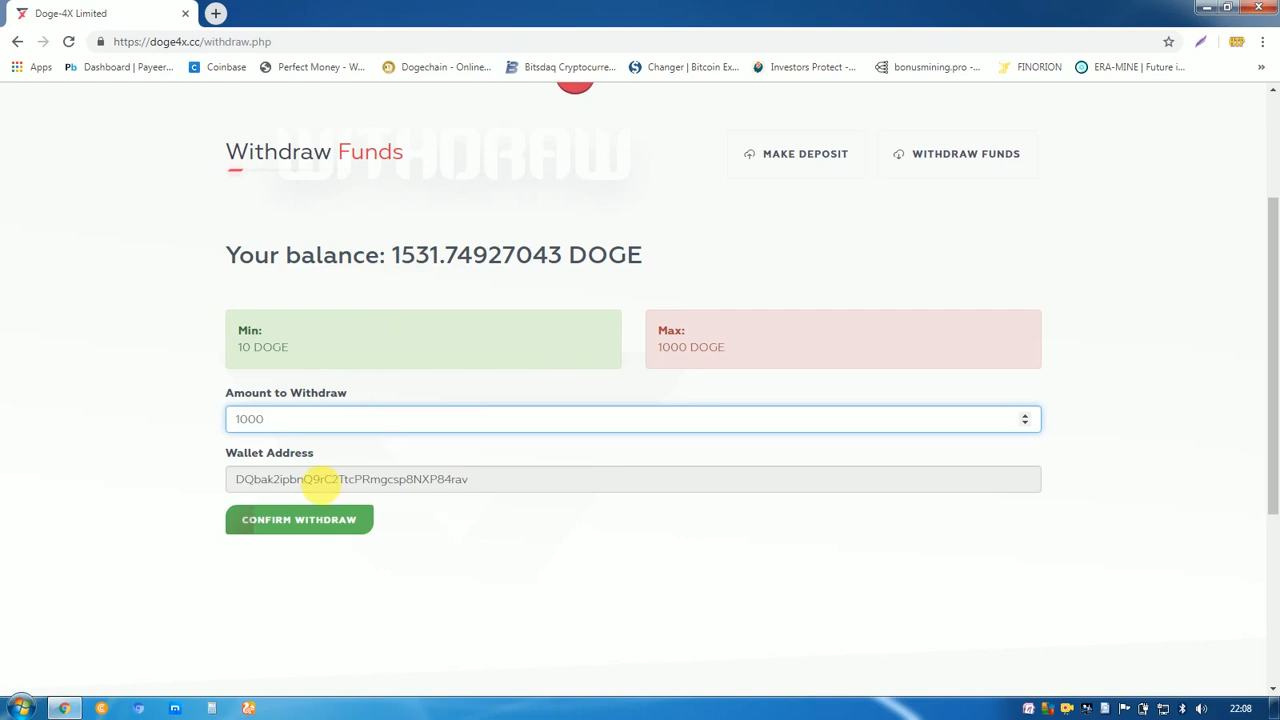 Doge-4X Limited
https://doge4x.cc/withdraw.php
Apps Dashboard | Payeer... Coinbase Perfect Money - W... Dogechain - Online... Bitsdaq Cryptocurre... Changer | Bitcoin Ex... Investors Protect -... bonusmining.pro -... FINORION ERA-MINE | Future i... »
WITHDRAW
Withdraw Funds
MAKE DEPOSIT WITHDRAW FUNDS
Your balance: 1531.74927043 DOGE
Min: Max:
10 DOGE 1000 DOGE
Amount to Withdraw
1000
Wallet Address
DQbak2ipbnQ9rC2TtcPRmgcsp8NXP84rav
CONFIRM WITHDRAW
22:08